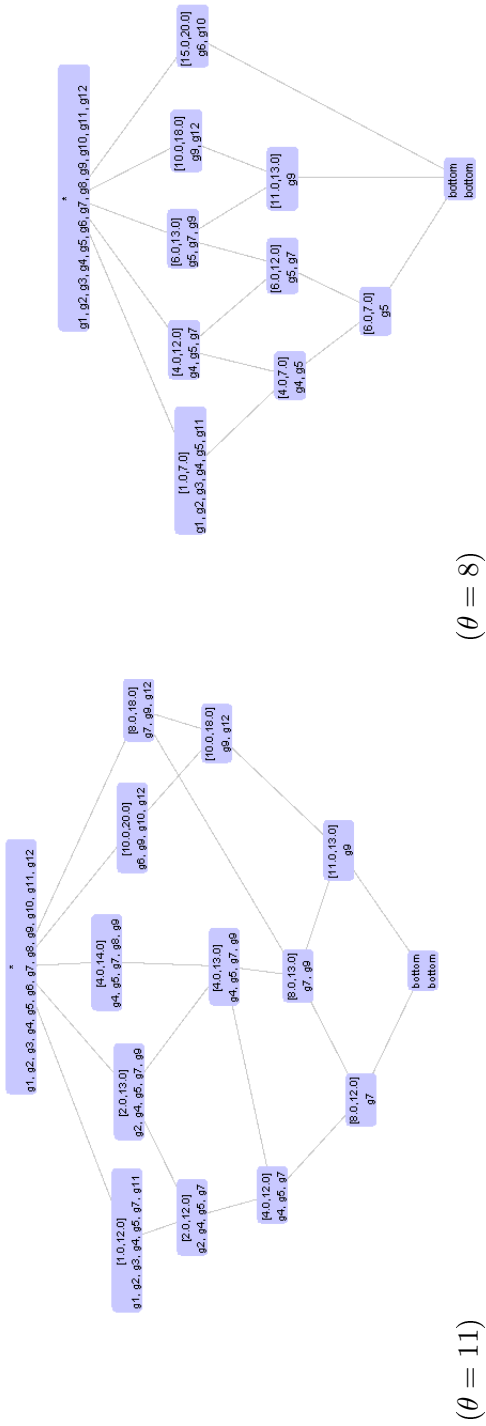 *
g1, g2, g3, g4, g5, g6, g7, g8, g9, g10, g11, g12
[1.0,12.0]
g1, g2, g3, g4, g5, g7, g11
[2.0,13.0]
g2, g4, g5, g7, g9
[4.0,14.0]
g4, g5, g7, g8, g9
[10.0,20.0]
g6, g9, g10, g12
[8.0,18.0]
g7, g9, g12
[2.0,12.0]
g2, g4, g5, g7
[4.0,13.0]
g4, g5, g7, g9
[10.0,18.0]
g9, g12
[4.0,12.0]
g4, g5, g7
[8.0,13.0]
g7, g9
[11.0,13.0]
g9
[8.0,12.0]
g7
bottom
bottom
(θ = 11)
*
g1, g2, g3, g4, g5, g6, g7, g8, g9, g10, g11, g12
[1.0,7.0]
g1, g2, g3, g4, g5, g11
[4.0,12.0]
g4, g5, g7
[6.0,13.0]
g5, g7, g9
[10.0,18.0]
g9, g12
[15.0,20.0]
g6, g10
[4.0,7.0]
g4, g5
[6.0,12.0]
g5, g7
[11.0,13.0]
g9
[6.0,7.0]
g5
bottom
bottom
(θ = 8)